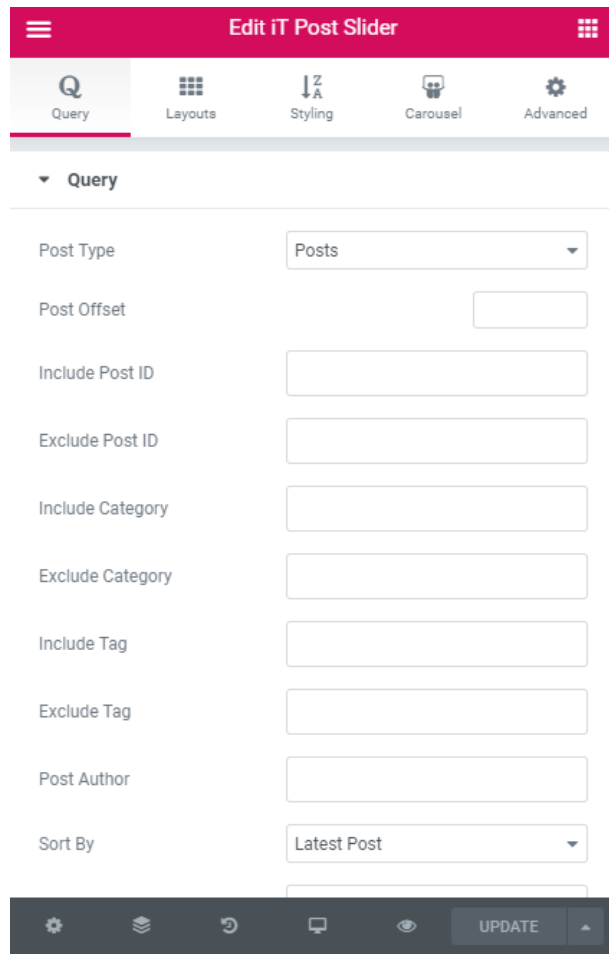 Edit iT Post Slider
Query
Layouts
Styling
Carousel
Advanced
Query
Post Type
Posts
Post Offset
Include Post ID
Exclude Post ID
Include Category
Exclude Category
Include Tag
Exclude Tag
Post Author
Sort By
Latest Post
UPDATE